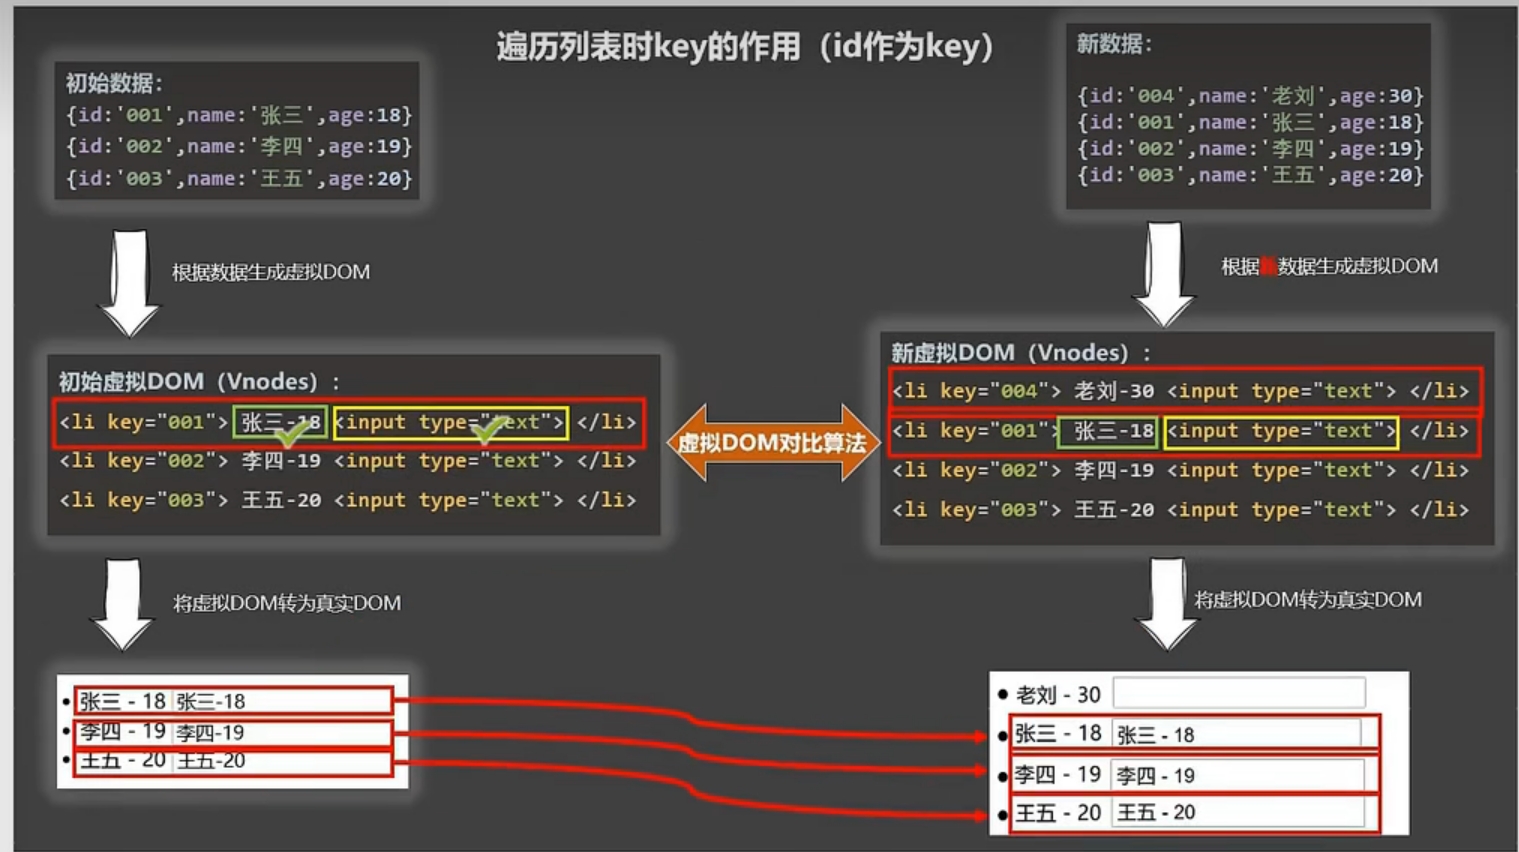 遍历列表时key的作用（id作为key）
初始数据：
{id:'001',name:'张三',age:18}
{id:'002',name:'李四',age:19}
{id:'003',name:'王五',age:20}
根据数据生成虚拟DOM
初始虚拟DOM（Vnodes）：
<li key="001"> 张三-18 <input type="text"> </li>
<li key="002"> 李四-19 <input type="text"> </li>
<li key="003"> 王五-20 <input type="text"> </li>
将虚拟DOM转为真实DOM
张三 - 18 张三-18
李四 - 19 李四-19
王五 - 20 王五-20
虚拟DOM对比算法
新数据：
{id:'004',name:'老刘',age:30}
{id:'001',name:'张三',age:18}
{id:'002',name:'李四',age:19}
{id:'003',name:'王五',age:20}
根据新数据生成虚拟DOM
新虚拟DOM（Vnodes）：
<li key="004"> 老刘-30 <input type="text"> </li>
<li key="001"> 张三-18 <input type="text"> </li>
<li key="002"> 李四-19 <input type="text"> </li>
<li key="003"> 王五-20 <input type="text"> </li>
将虚拟DOM转为真实DOM
老刘 - 30
张三 - 18 张三 - 18
李四 - 19 李四 - 19
王五 - 20 王五 - 20